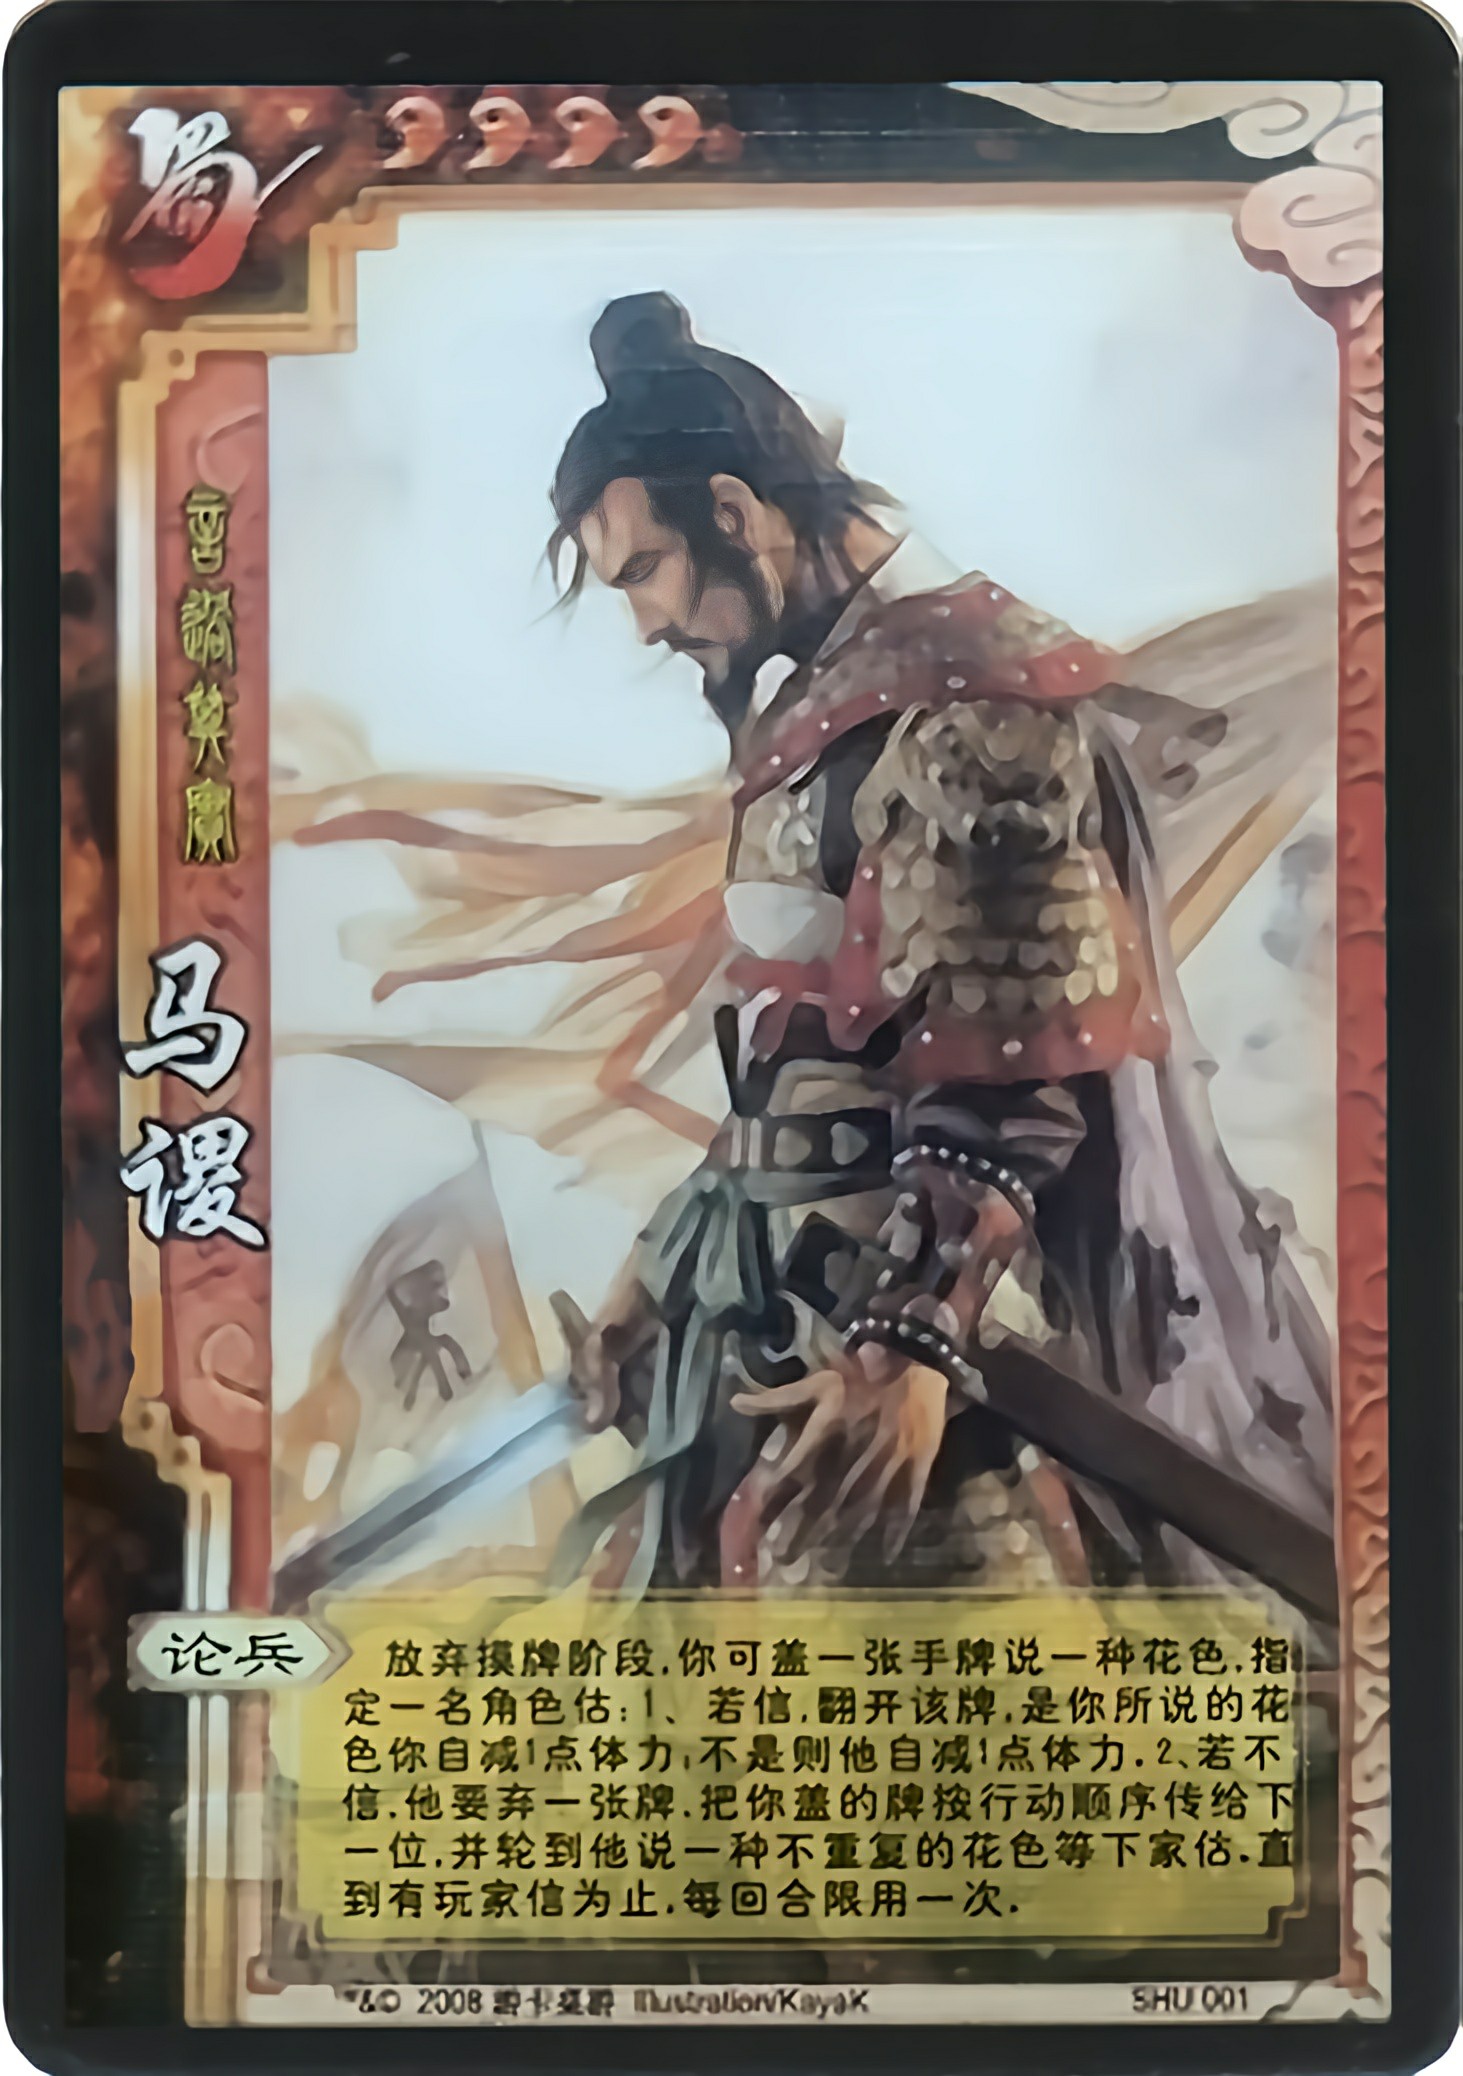 蜀
言過其實
马谡
论兵
放弃摸牌阶段,你可盖一张手牌说一种花色,指
定一名角色估:1、若信,翻开该牌,是你所说的花
色你自减1点体力,不是则他自减1点体力.2、若不
信,他要弃一张牌,把你盖的牌按行动顺序传给下
一位,并轮到他说一种不重复的花色等下家估.直
到有玩家信为止,每回合限用一次.
&© 2008 游卡桌游 Illustration/KayaK
SHU 001